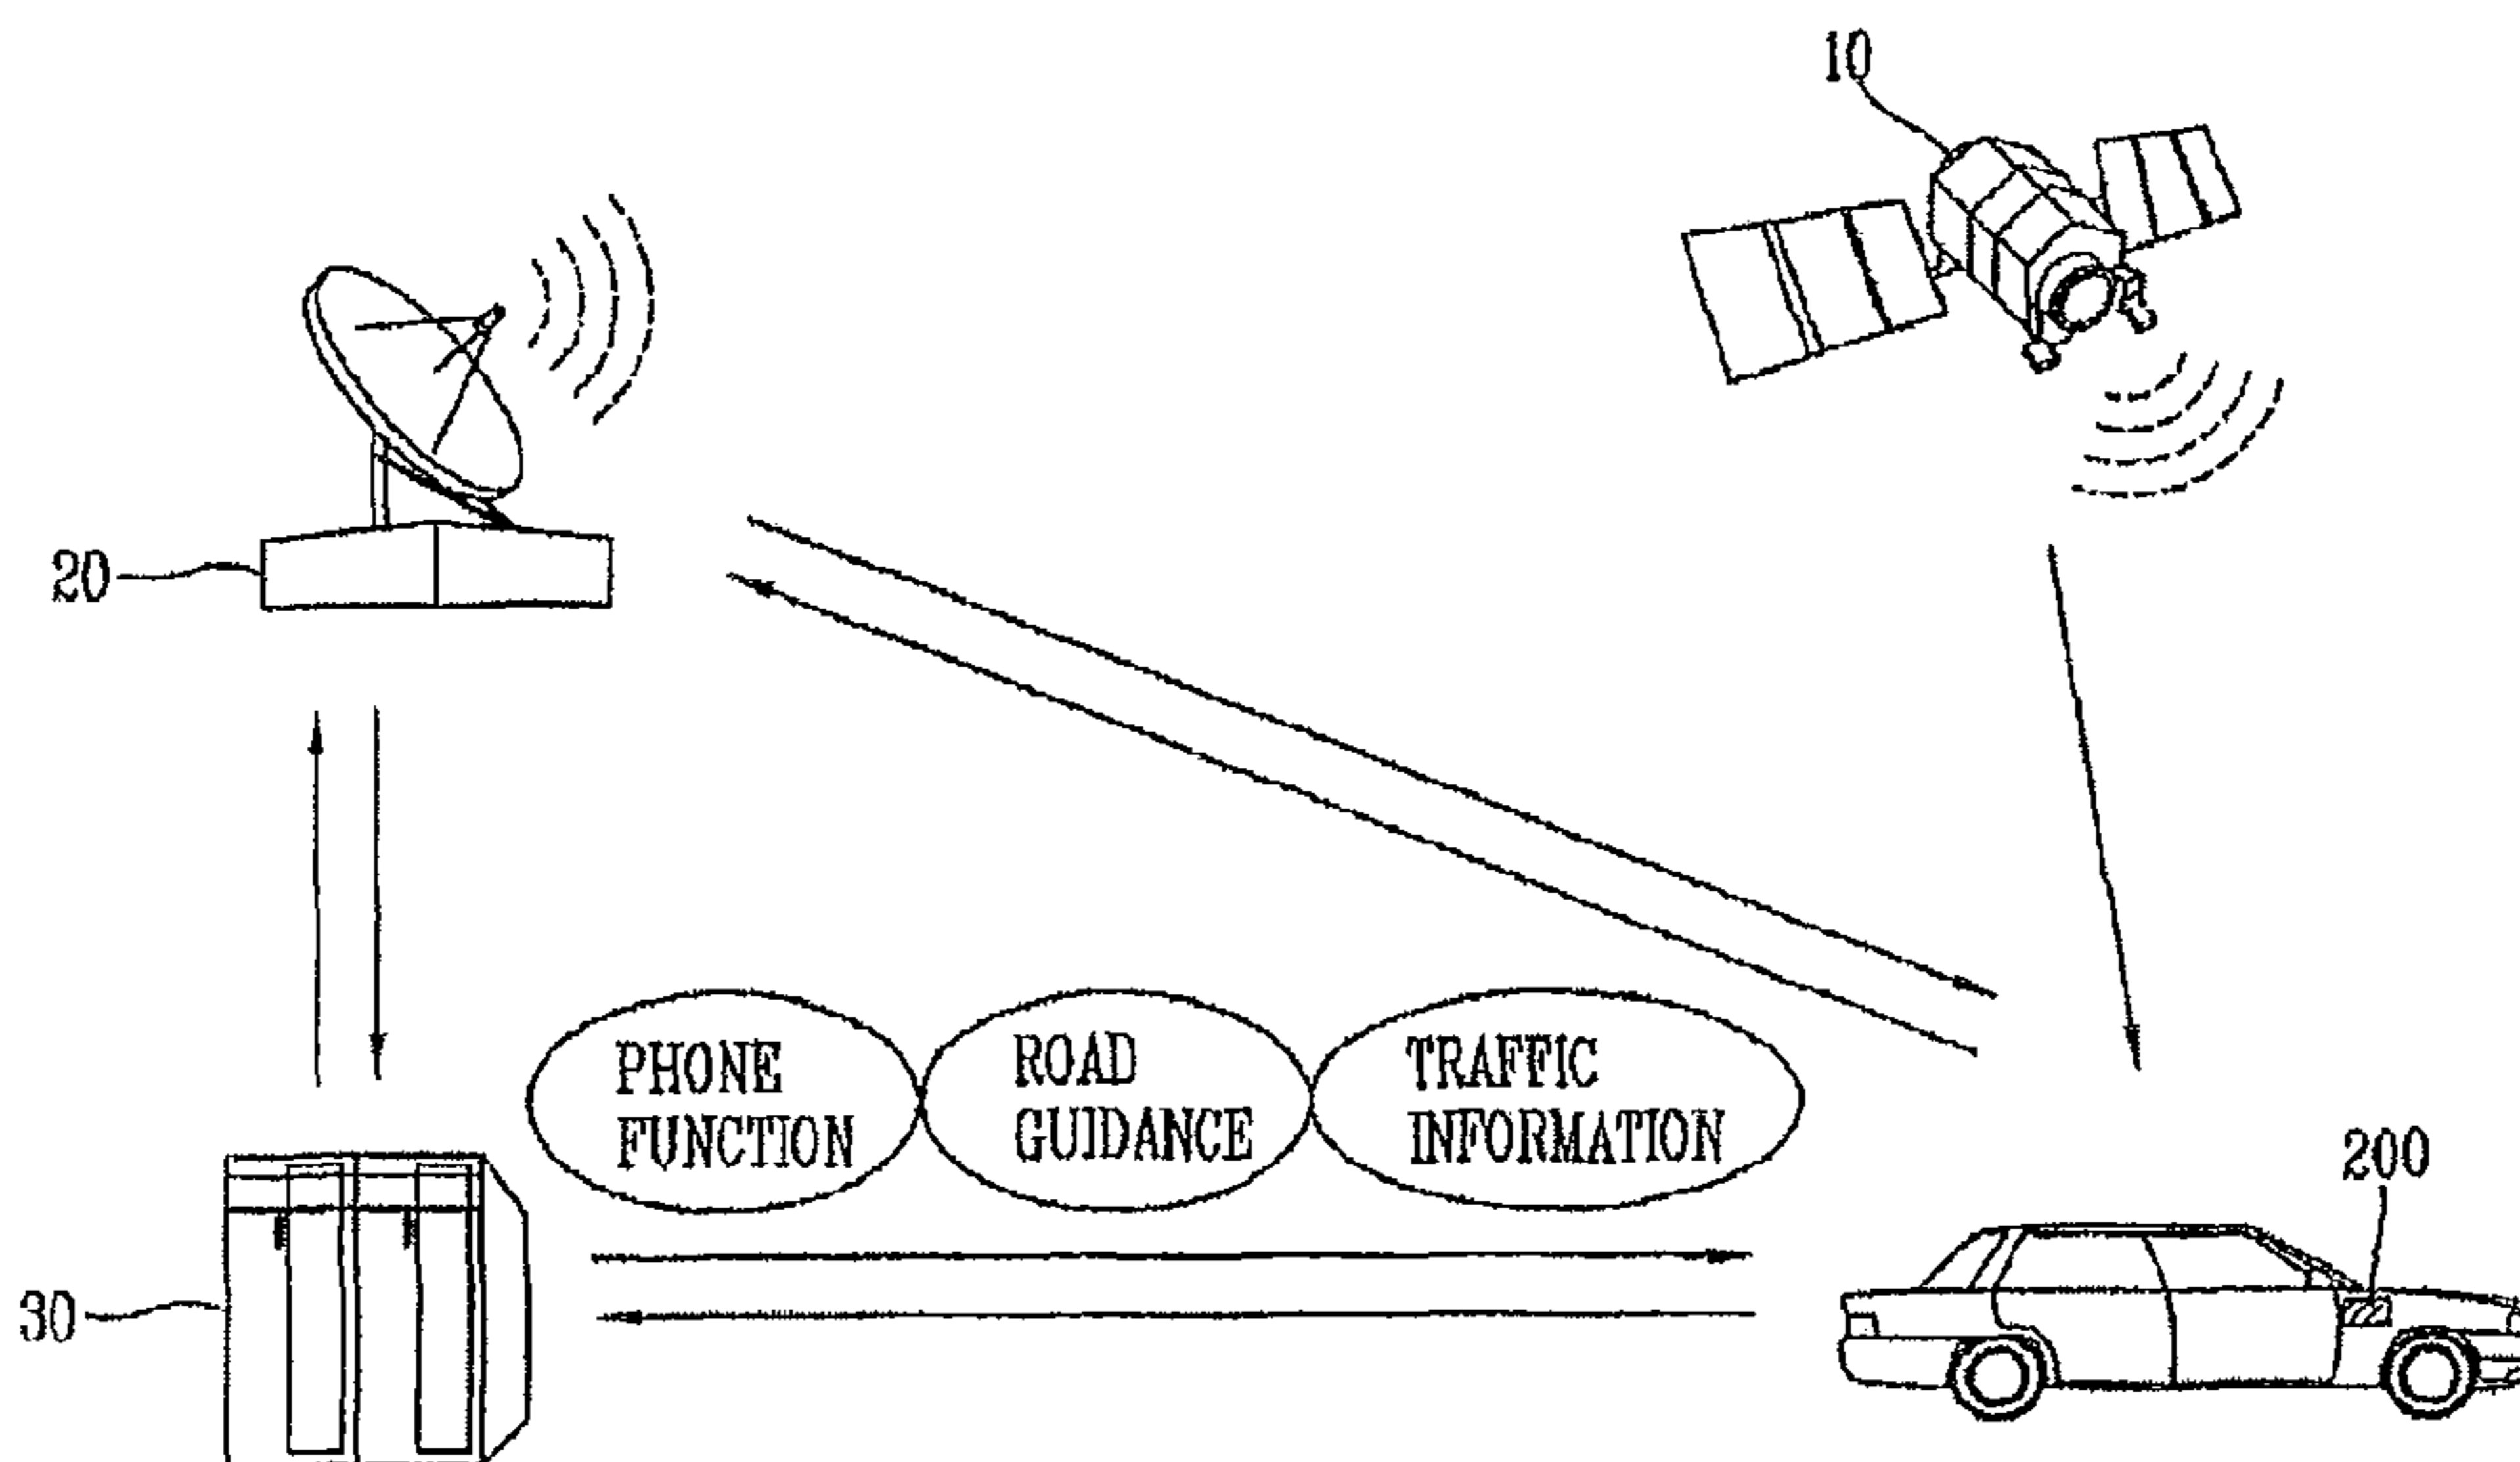 10
20
PHONE
FUNCTION
ROAD
GUIDANCE
TRAFFIC
INFORMATION
200
30